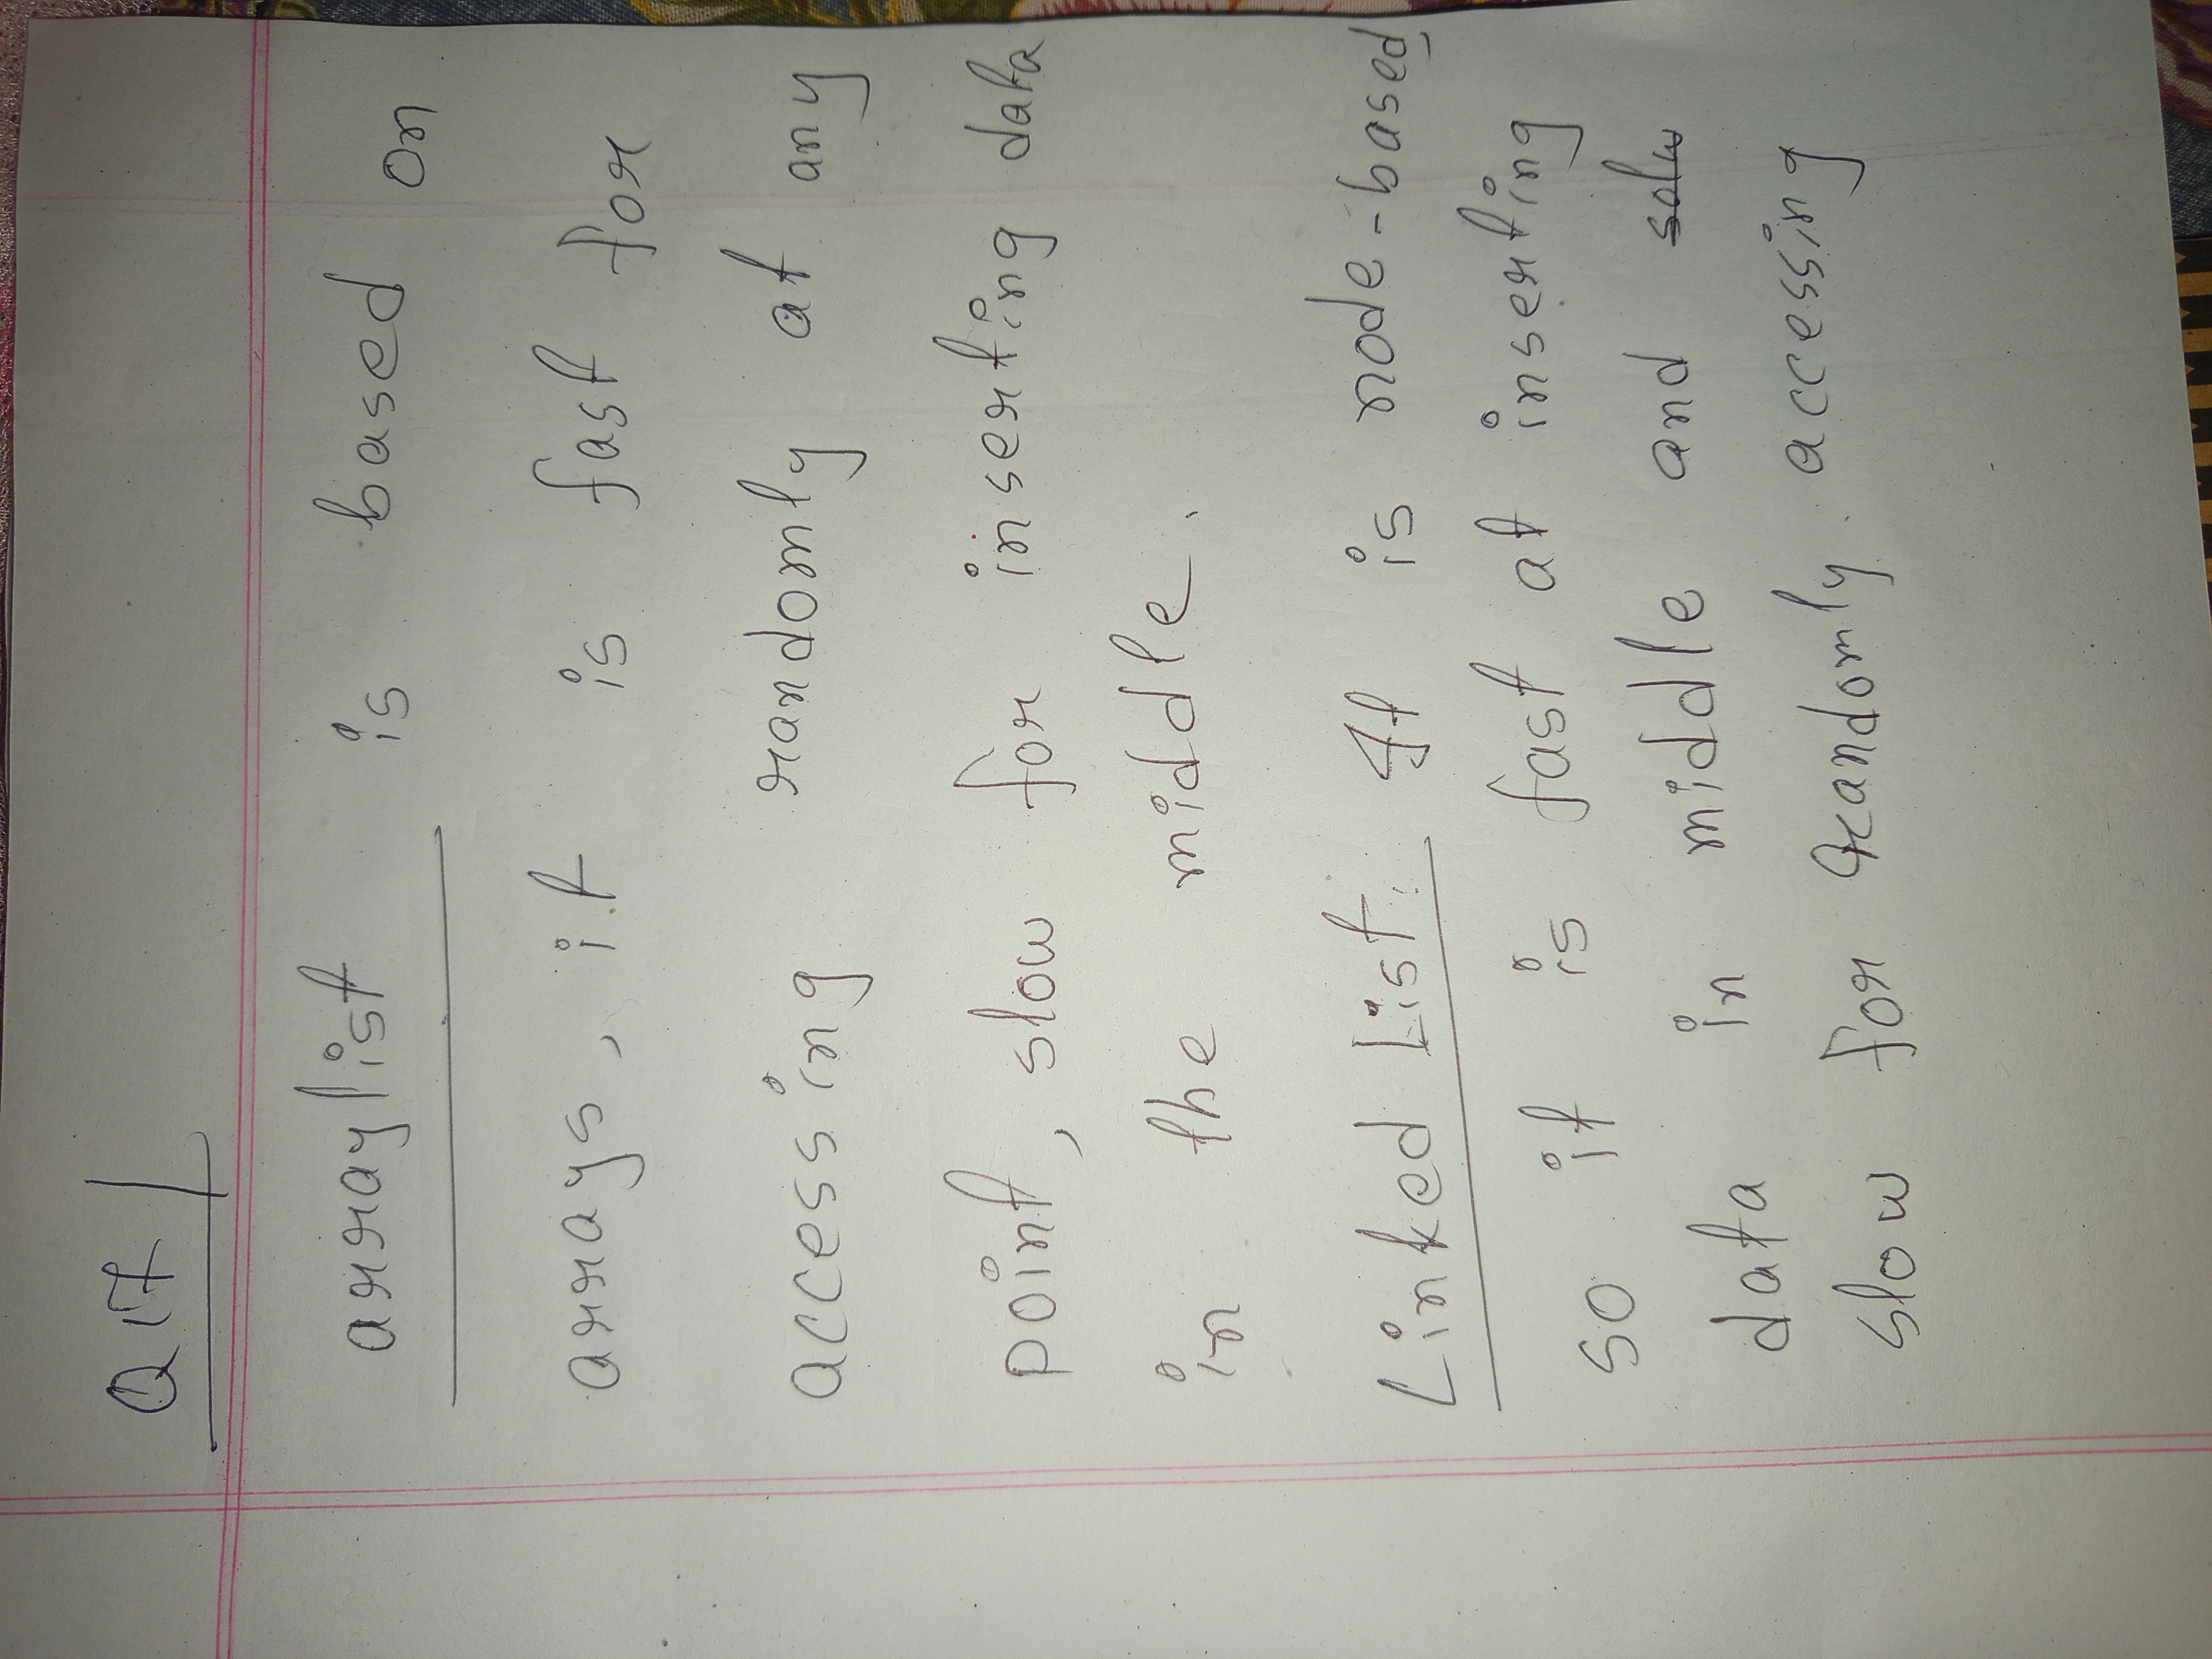 Q 17
arraylist is based on
arrays, it is fast for
accessing randomly at any
point, slow for inserting data
in the middle.
Linked List: It is node-based
so it is fast at inserting
data in middle and
slow for randomly. accessing